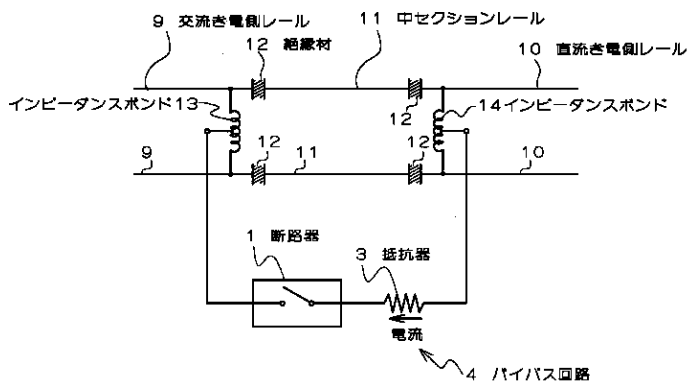 9 交流き電側レール
11 中セクションレール
12 絶縁材
10 直流き電側レール
インピーダンスボンド13
12
14インピーダンスボンド
9
12
11
12
10
1 断路器
3 抵抗器
電流
4 バイパス回路